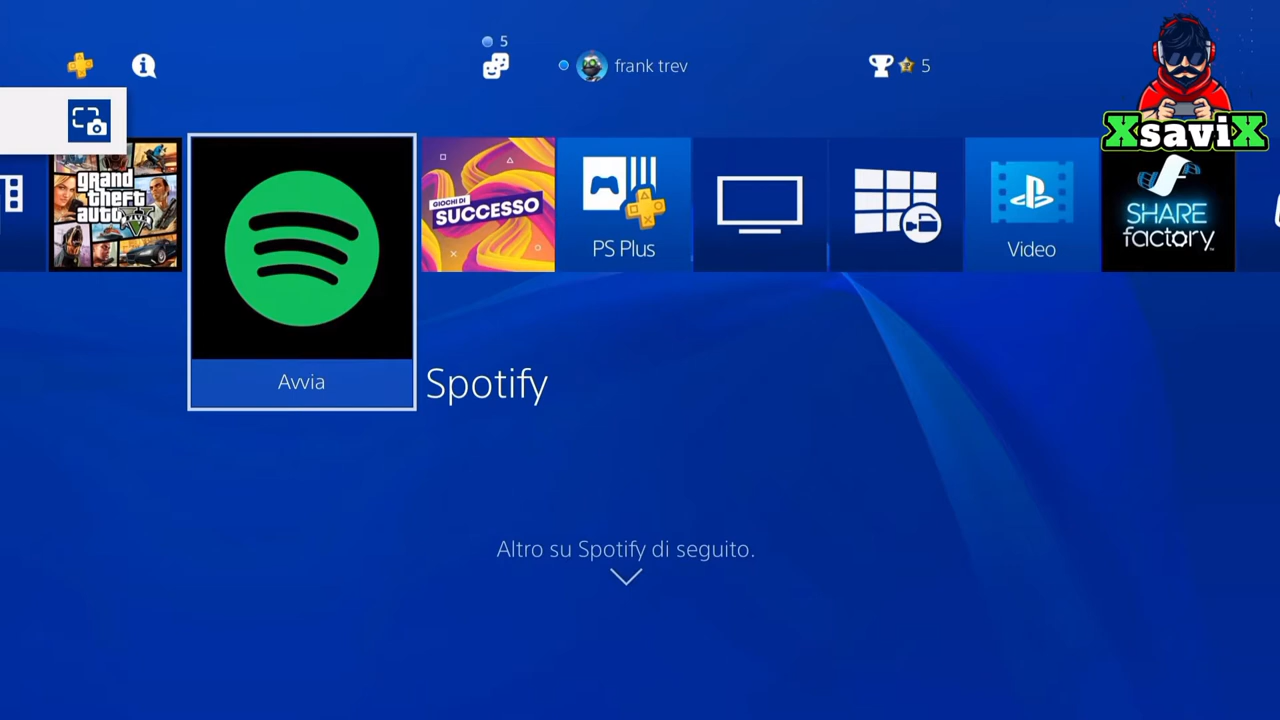 5
frank trev
5
XsaviX
grand
theft
auto
V
GIOCHI DI
SUCCESSO
PS Plus
Video
SHARE
factory
Avvia
Spotify
Altro su Spotify di seguito.